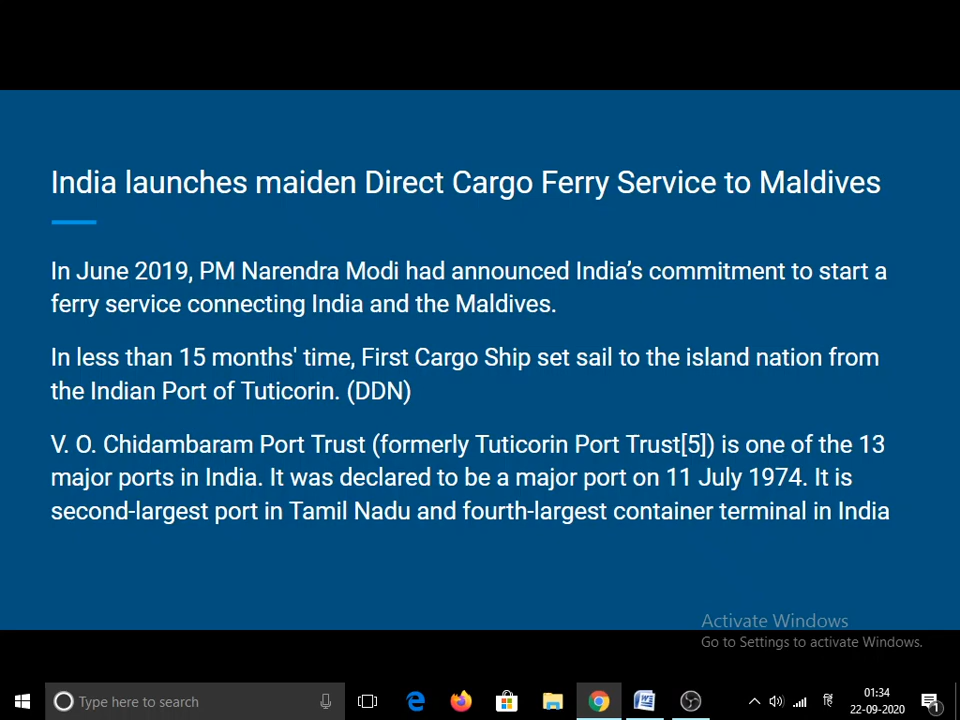 India launches maiden Direct Cargo Ferry Service to Maldives
In June 2019, PM Narendra Modi had announced India's commitment to start a
ferry service connecting India and the Maldives.
In less than 15 months' time, First Cargo Ship set sail to the island nation from
the Indian Port of Tuticorin. (DDN)
V. O. Chidambaram Port Trust (formerly Tuticorin Port Trust[5]) is one of the 13
major ports in India. It was declared to be a major port on 11 July 1974. It is
second-largest port in Tamil Nadu and fourth-largest container terminal in India
Activate Windows
Go to Settings to activate Windows.
Type here to search
हिं
01:34
22-09-2020
1